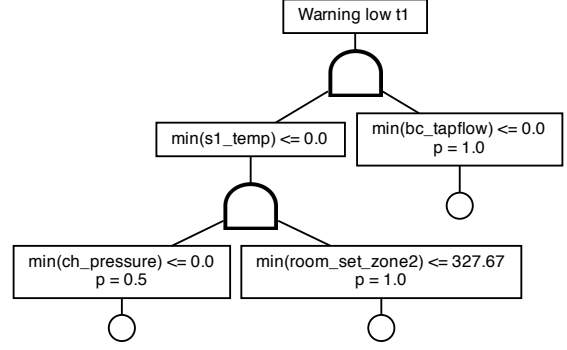 Warning low t1
min(s1_temp) <= 0.0
min(bc_tapflow) <= 0.0
p = 1.0
min(ch_pressure) <= 0.0
p = 0.5
min(room_set_zone2) <= 327.67
p = 1.0